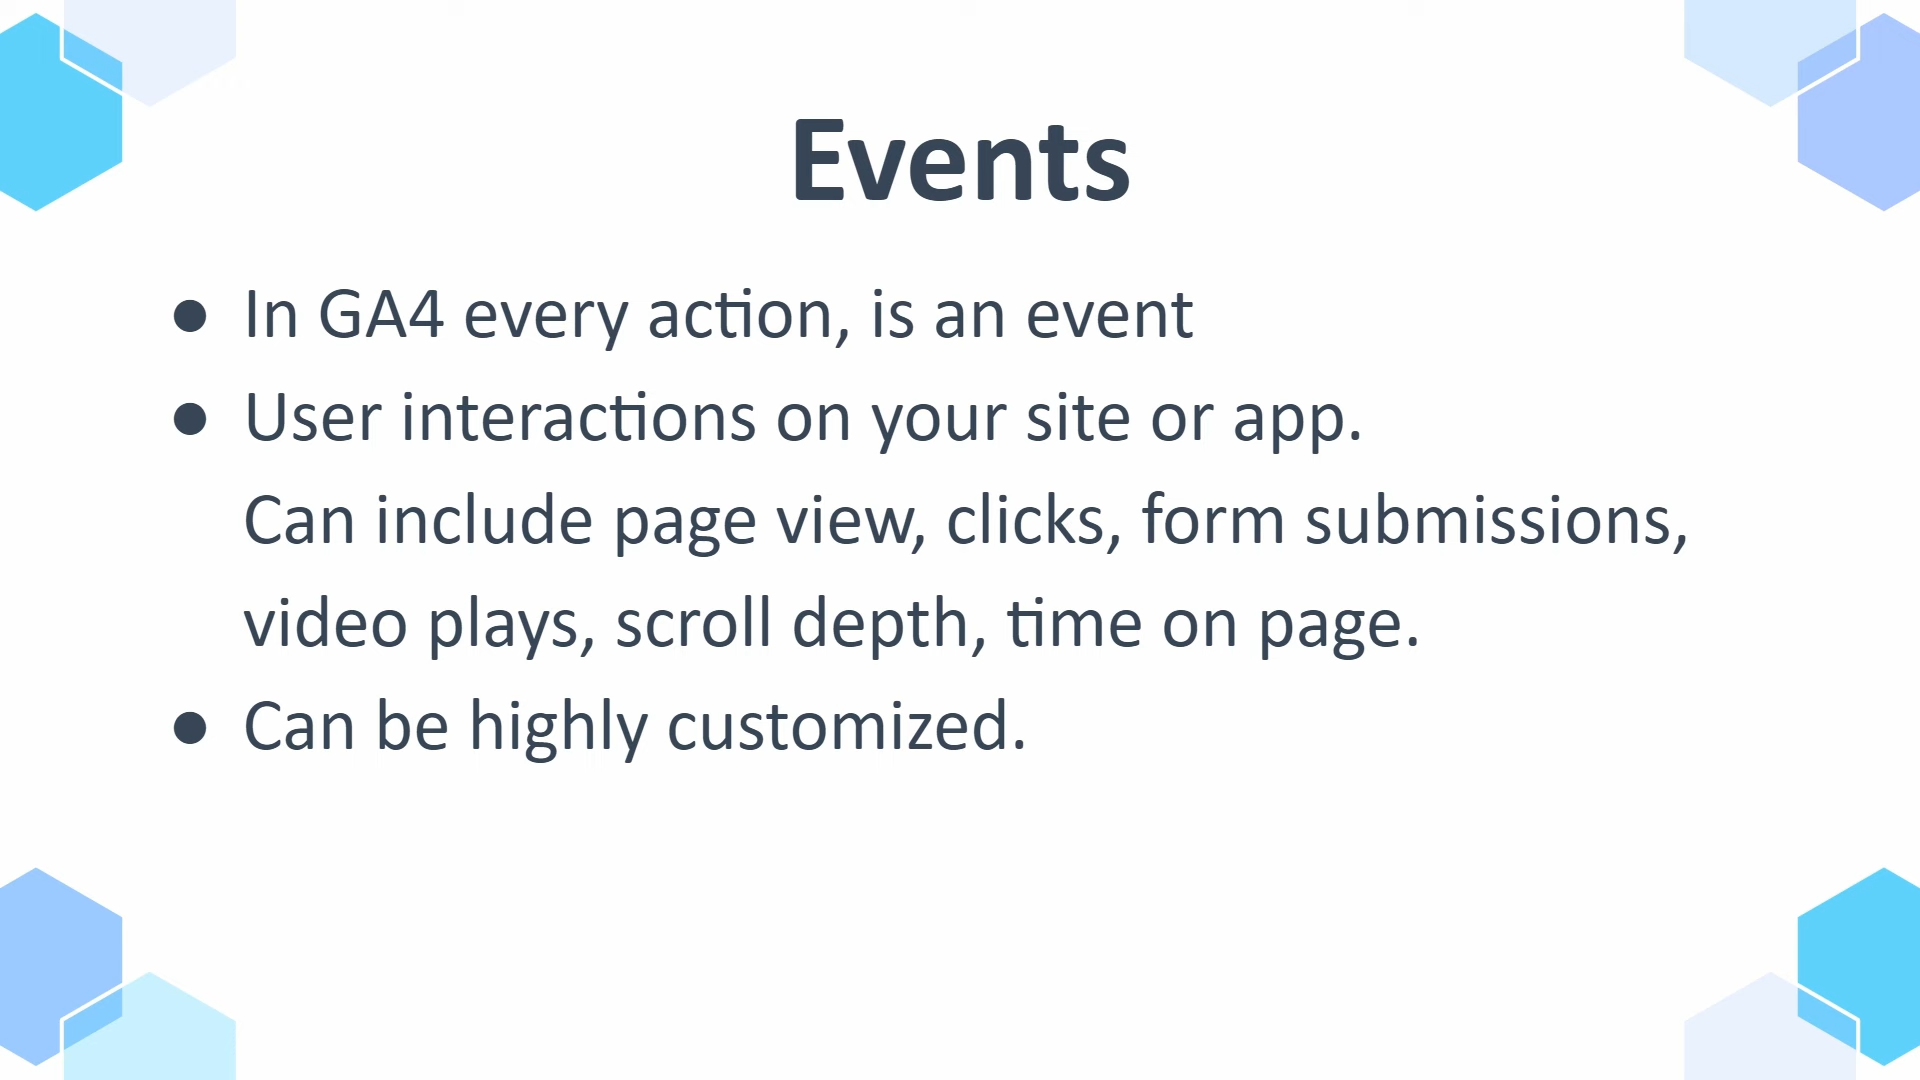 Events
● In GA4 every action, is an event
● User interactions on your site or app.
Can include page view, clicks, form submissions,
video plays, scroll depth, time on page.
● Can be highly customized.